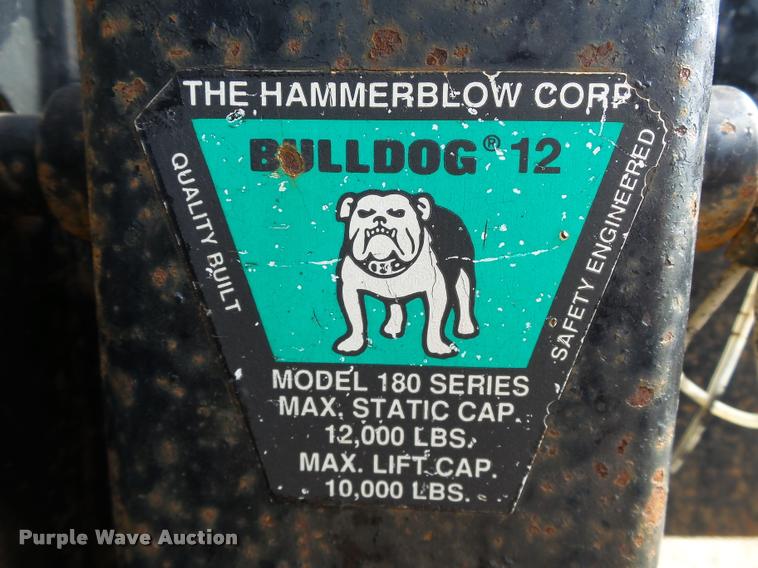 THE HAMMERBLOW CORP.
BULLDOG® 12
QUALITY BUILT
SAFETY ENGINEERED
MODEL 180 SERIES
MAX. STATIC CAP.
12,000 LBS.
MAX. LIFT CAP.
10,000 LBS.
Purple Wave Auction